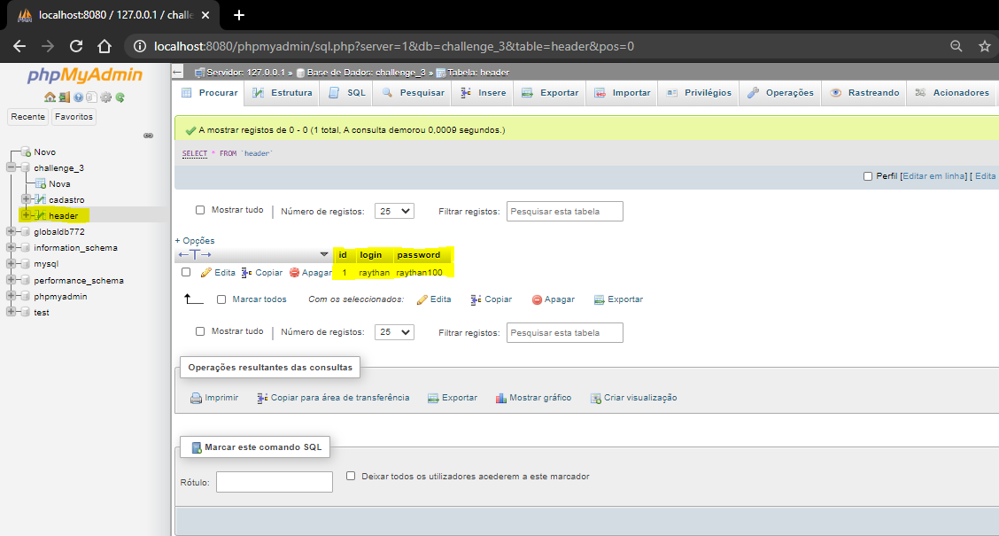 localhost:8080 / 127.0.0.1 / challe
localhost:8080/phpmyadmin/sql.php?server=1&db=challenge_3&table=header&pos=0
phpMyAdmin
Recente Favoritos
Novo
challenge_3
Nova
cadastro
header
globaldb772
information_schema
mysql
performance_schema
phpmyadmin
test
Servidor: 127.0.0.1 » Base de Dados: challenge_3 » Tabela: header
Procurar Estrutura SQL Pesquisar Insere Exportar Importar Privilégios Operações Rastreando Acionadores
A mostrar registos de 0 - 0 (1 total, A consulta demorou 0,0009 segundos.)
SELECT * FROM `header`
Perfil [Editar em linha] [ Edita
Mostrar tudo Número de registos: 25 Filtrar registos: Pesquisar esta tabela
+ Opções
←T→ id login password
Edita Copiar Apagar 1 raythan raythan100
Marcar todos Com os seleccionados: Edita Copiar Apagar Exportar
Mostrar tudo Número de registos: 25 Filtrar registos: Pesquisar esta tabela
Operações resultantes das consultas
Imprimir Copiar para área de transferência Exportar Mostrar gráfico Criar visualização
Marcar este comando SQL
Rótulo: Deixar todos os utilizadores acederem a este marcador